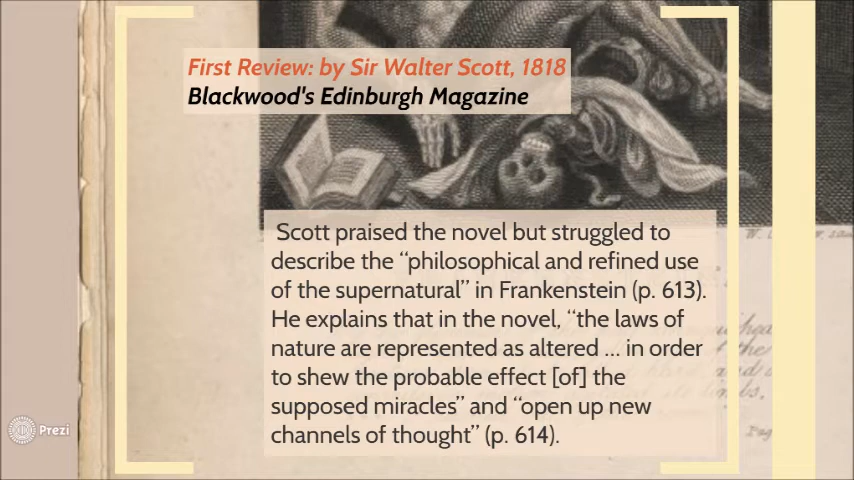 First Review: by Sir Walter Scott, 1818
Blackwood's Edinburgh Magazine
Scott praised the novel but struggled to
describe the “philosophical and refined use
of the supernatural” in Frankenstein (p. 613).
He explains that in the novel, “the laws of
nature are represented as altered ... in order
to shew the probable effect [of] the
supposed miracles” and “open up new
channels of thought” (p. 614).
Prezi